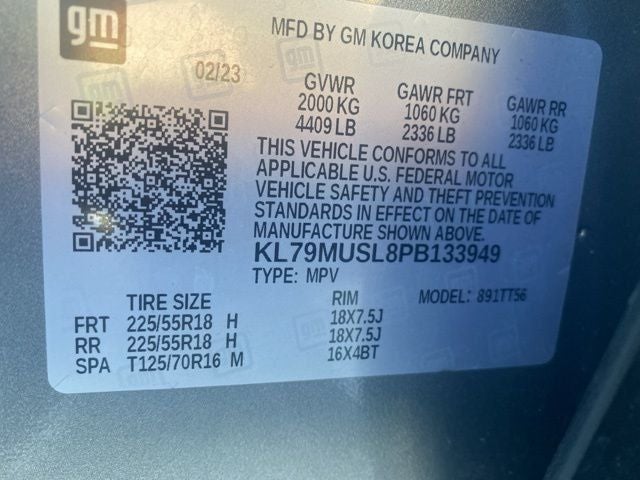 gm
MFD BY GM KOREA COMPANY
02/23
GVWR
2000 KG
4409 LB
GAWR FRT
1060 KG
2336 LB
GAWR RR
1060 KG
2336 LB
THIS VEHICLE CONFORMS TO ALL
APPLICABLE U.S. FEDERAL MOTOR
VEHICLE SAFETY AND THEFT PREVENTION
STANDARDS IN EFFECT ON THE DATE OF
MANUFACTURE SHOWN ABOVE.
KL79MUSL8PB133949
TYPE: MPV
MODEL: 891TT56
TIRE SIZE RIM
FRT 225/55R18 H 18X7.5J
RR 225/55R18 H 18X7.5J
SPA T125/70R16 M 16X4BT